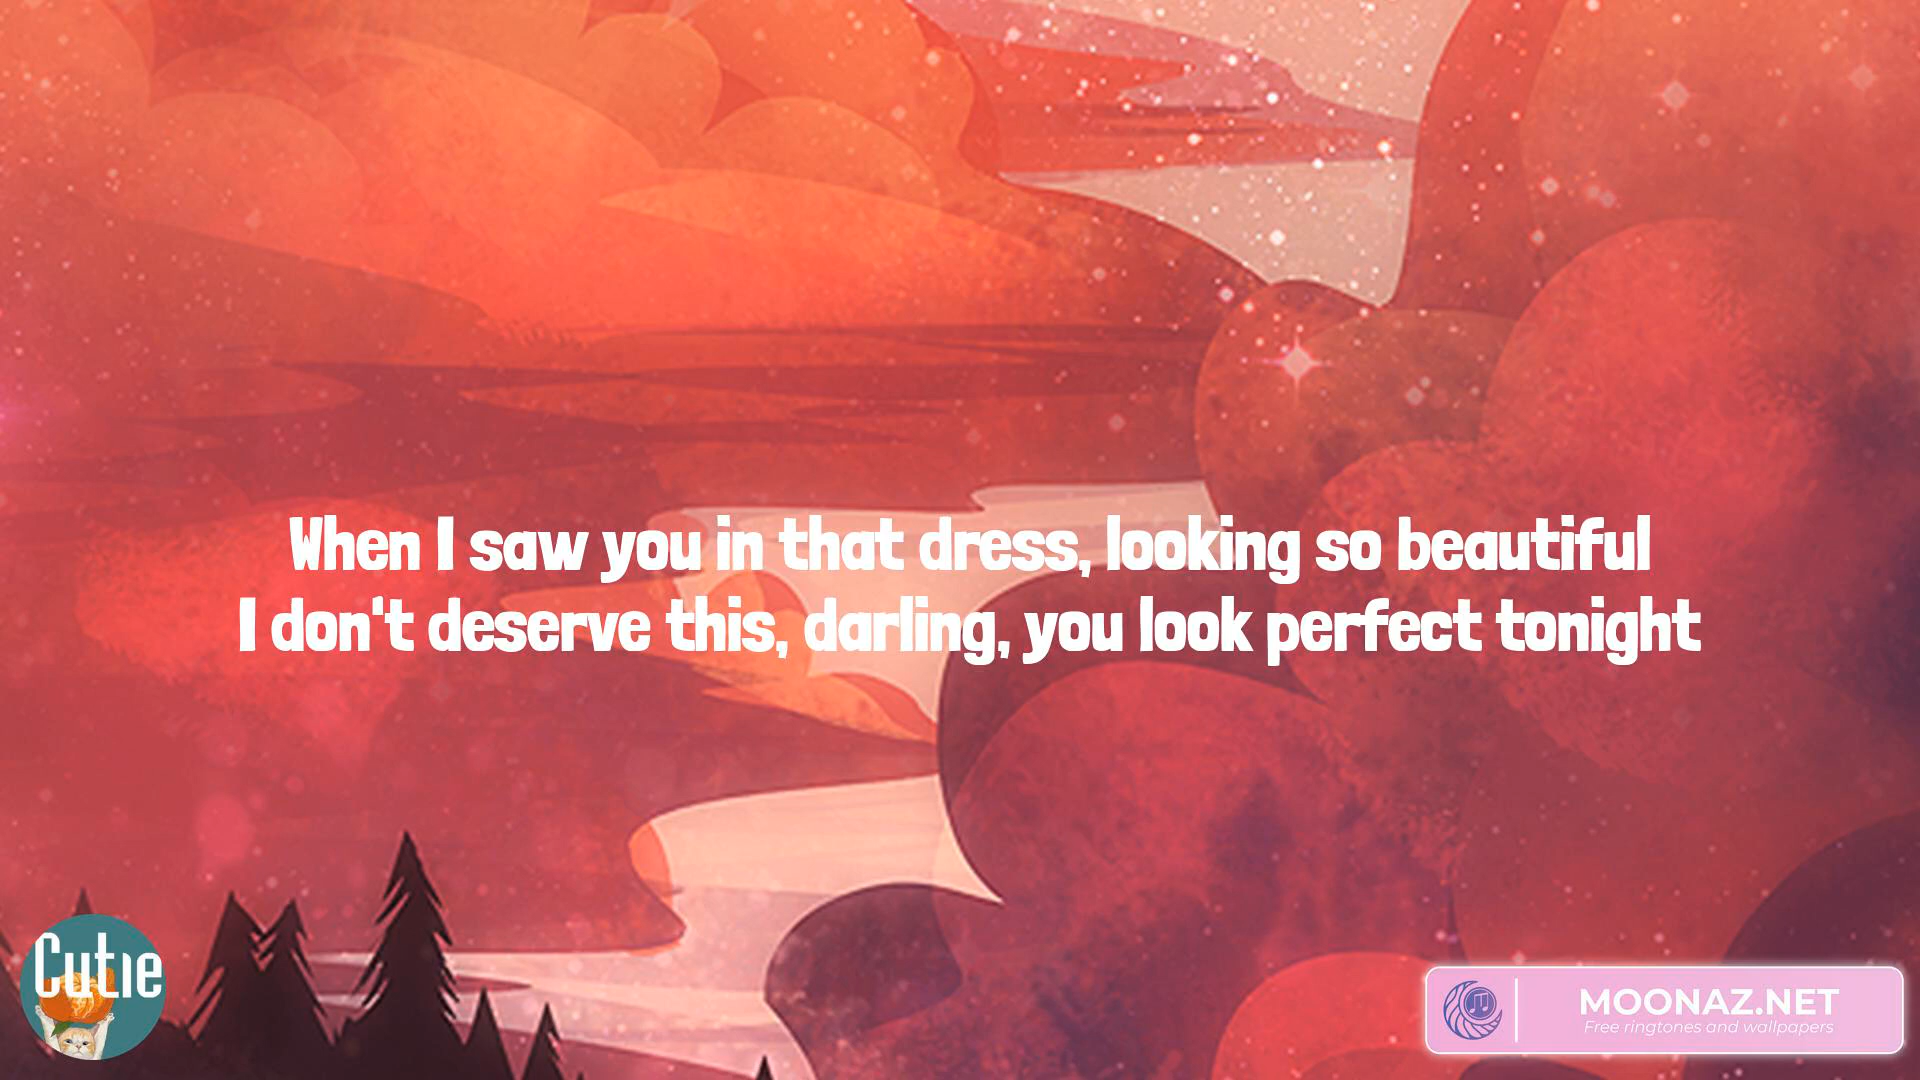 When I saw you in that dress, looking so beautiful
I don't deserve this, darling, you look perfect tonight
Cutie
MOONAZ.NET
Free ringtones and wallpapers